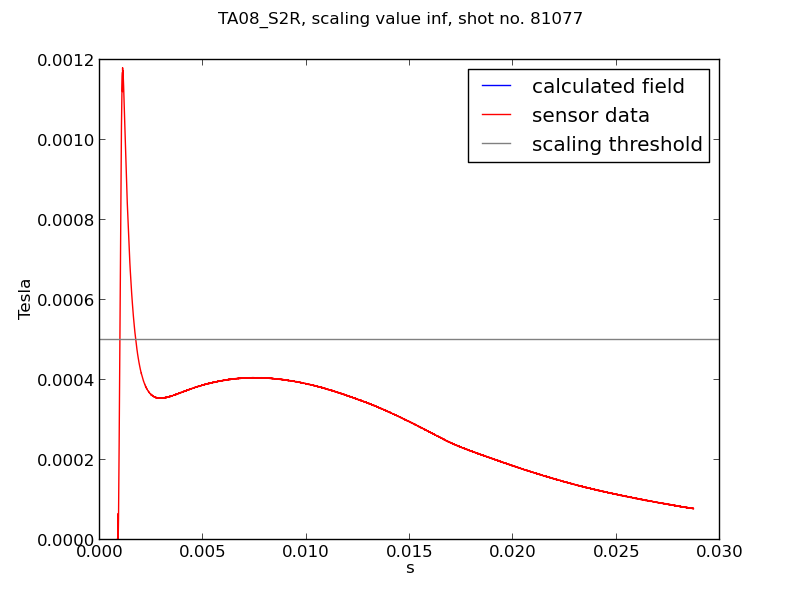 TA08_S2R, scaling value inf, shot no. 81077
calculated field
sensor data
scaling threshold
Tesla
0.0012
0.0010
0.0008
0.0006
0.0004
0.0002
0.0000
0.000 0.005 0.010 0.015 0.020 0.025 0.030
s